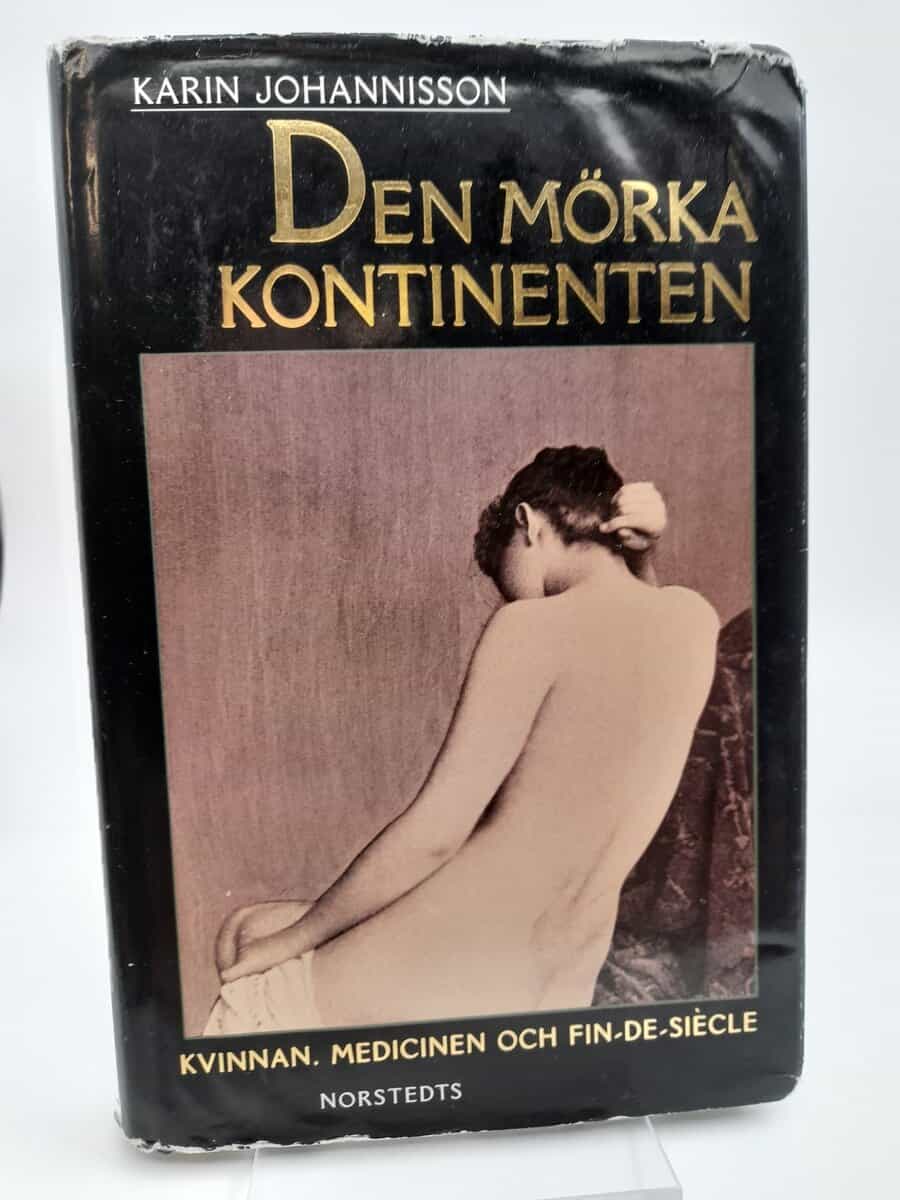 KARIN JOHANNISSON
DEN MÖRKA
KONTINENTEN
KVINNAN. MEDICINEN OCH FIN-DE-SIÈCLE
NORSTEDTS